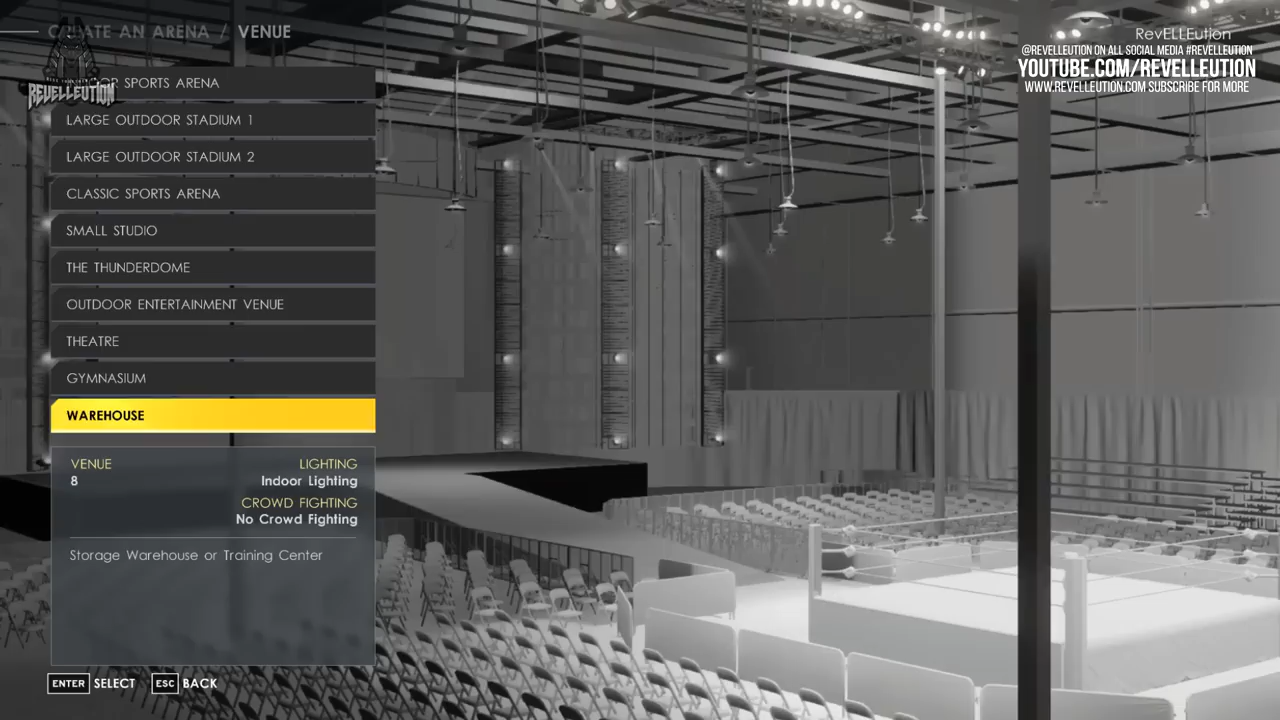 CREATE AN ARENA / VENUE
RevELLEution
@REVELLEUTION ON ALL SOCIAL MEDIA #REVELLEUTION
YOUTUBE.COM/REVELLEUTION
WWW.REVELLEUTION.COM SUBSCRIBE FOR MORE
REVELLEUTION
SPORTS ARENA
LARGE OUTDOOR STADIUM 1
LARGE OUTDOOR STADIUM 2
CLASSIC SPORTS ARENA
SMALL STUDIO
THE THUNDERDOME
OUTDOOR ENTERTAINMENT VENUE
THEATRE
GYMNASIUM
WAREHOUSE
VENUE LIGHTING
8 Indoor Lighting
CROWD FIGHTING
No Crowd Fighting
Storage Warehouse or Training Center
ENTER SELECT ESC BACK